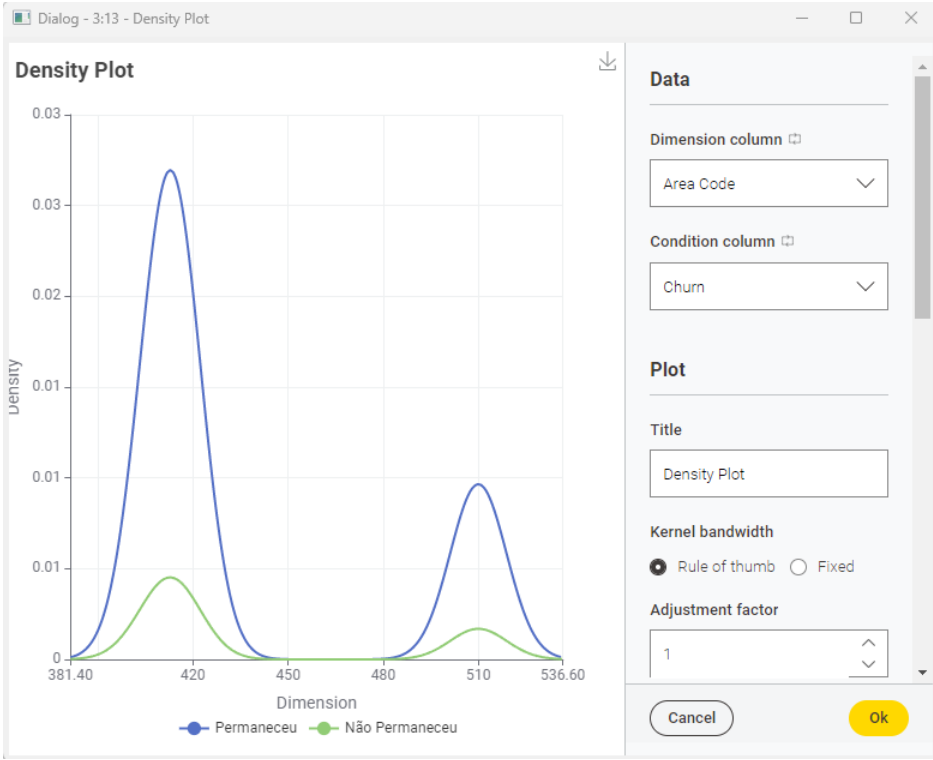 Dialog - 3:13 - Density Plot
Density Plot
0.03
0.03
0.02
0.01
0.01
0.01
0
Density
381.40 420 450 480 510 536.60
Dimension
Permaneceu Não Permaneceu
Data
Dimension column
Area Code
Condition column
Churn
Plot
Title
Density Plot
Kernel bandwidth
Rule of thumb Fixed
Adjustment factor
1
Cancel Ok